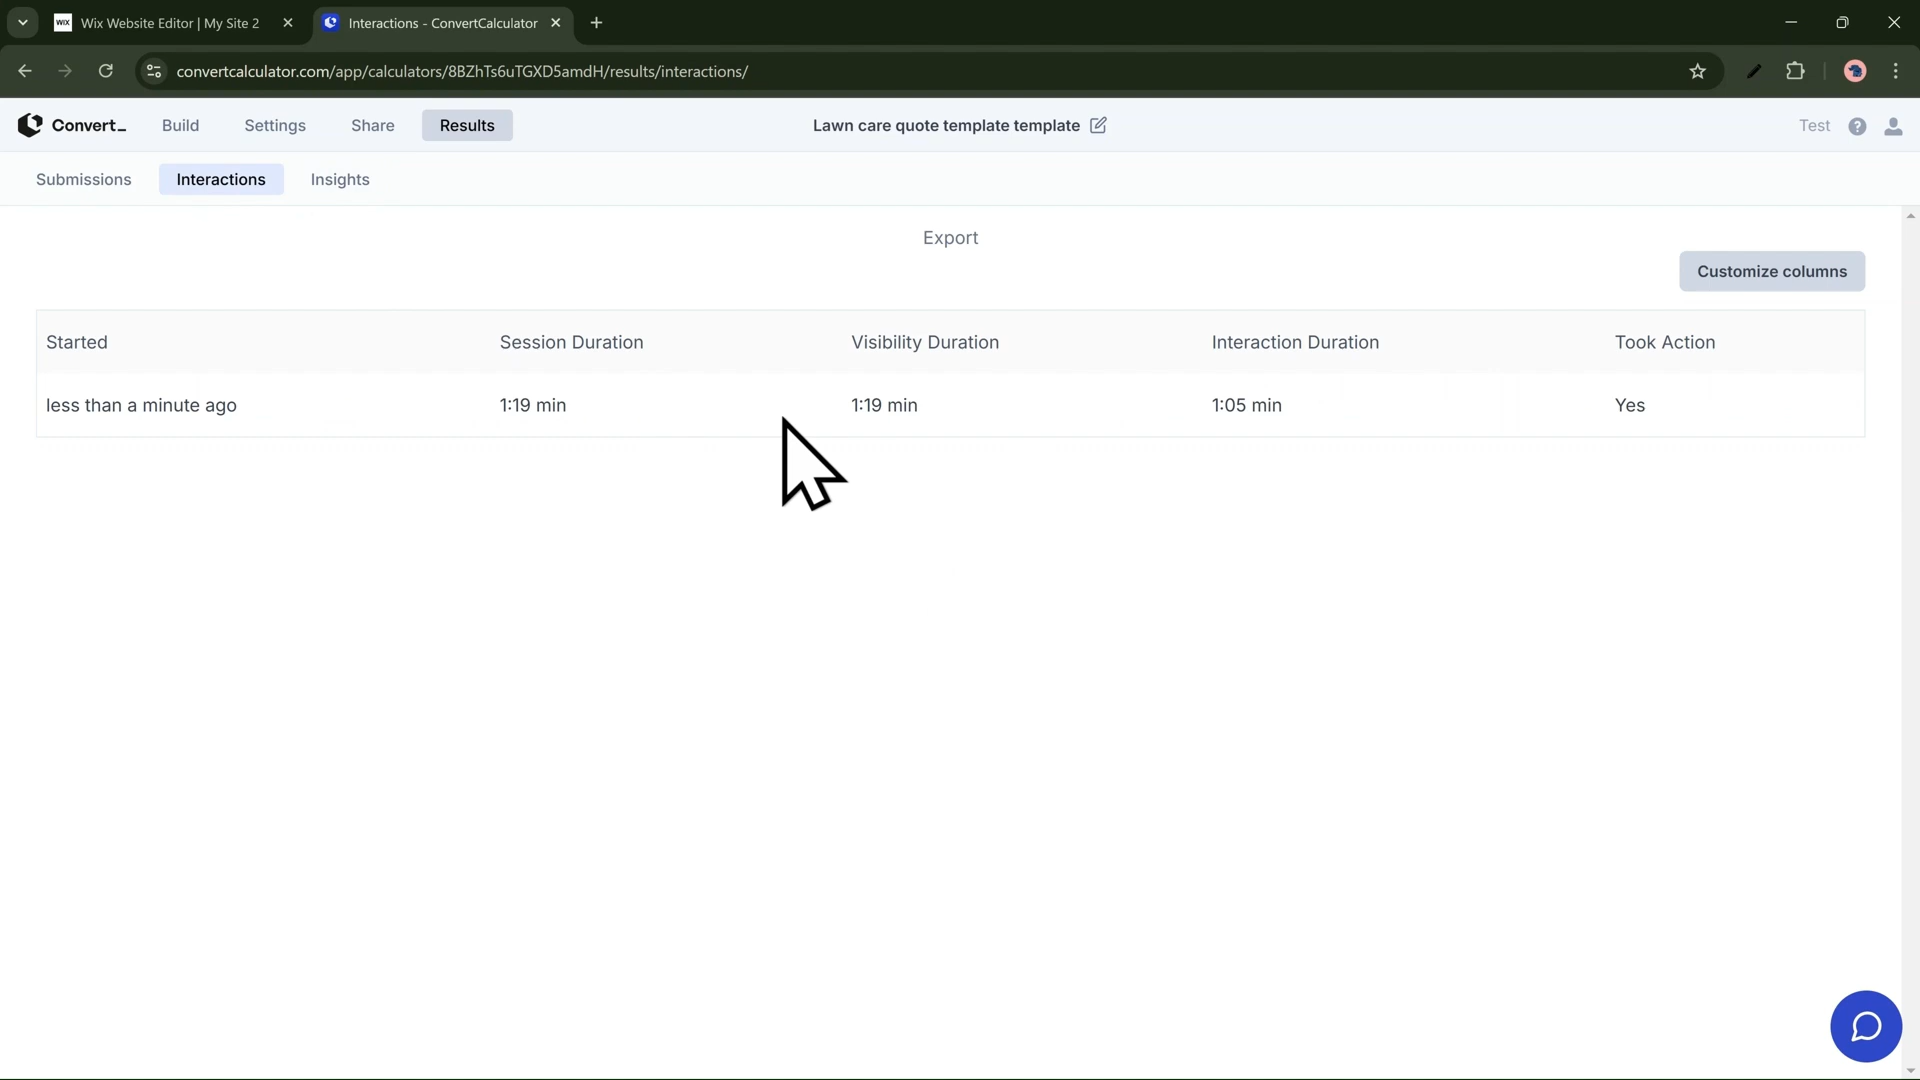 WIX Wix Website Editor | My Site 2
Interactions - ConvertCalculator
convertcalculator.com/app/calculators/8BZhTs6uTGXD5amdH/results/interactions/
Convert_ Build Settings Share Results Lawn care quote template template Test ?
Submissions Interactions Insights
Export
Customize columns
Started Session Duration Visibility Duration Interaction Duration Took Action
less than a minute ago 1:19 min 1:19 min 1:05 min Yes